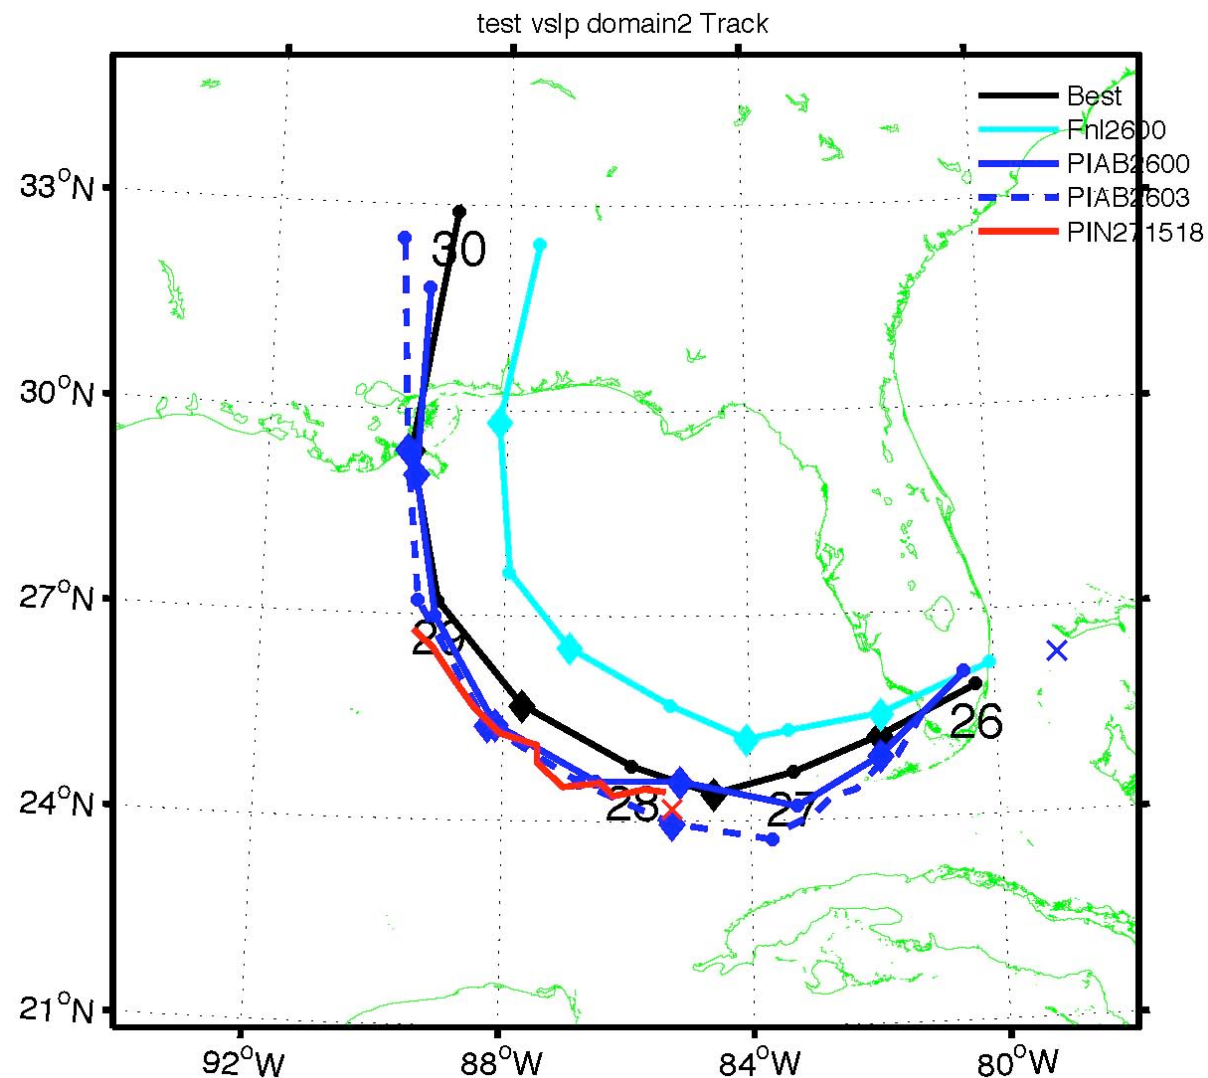 test vslp domain2 Track
Best
Fnl2600
PIAB2600
PIAB2603
PIN271518
33°N
30°N
27°N
24°N
21°N
30
29
28
27
26
92°W
88°W
84°W
80°W